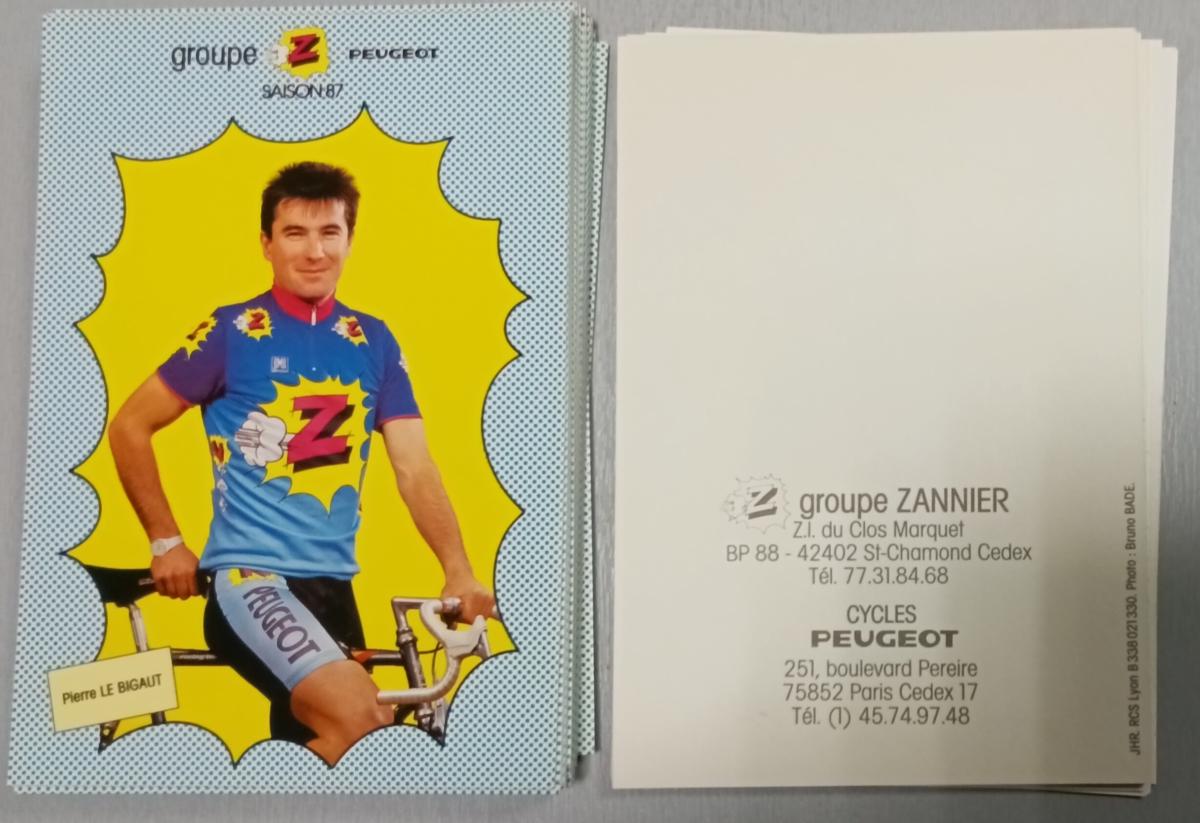 groupe Z PEUGEOT
SAISON 87
Z
Z
Z
Z
PEUGEOT
Pierre LE BIGAUT
Z groupe ZANNIER
Z.I. du Clos Marquet
BP 88 - 42402 St-Chamond Cedex
Tél. 77.31.84.68
CYCLES
PEUGEOT
251, boulevard Pereire
75852 Paris Cedex 17
Tél. (1) 45.74.97.48
JHR. RCS Lyon B 338 021 330. Photo : Bruno BADE.